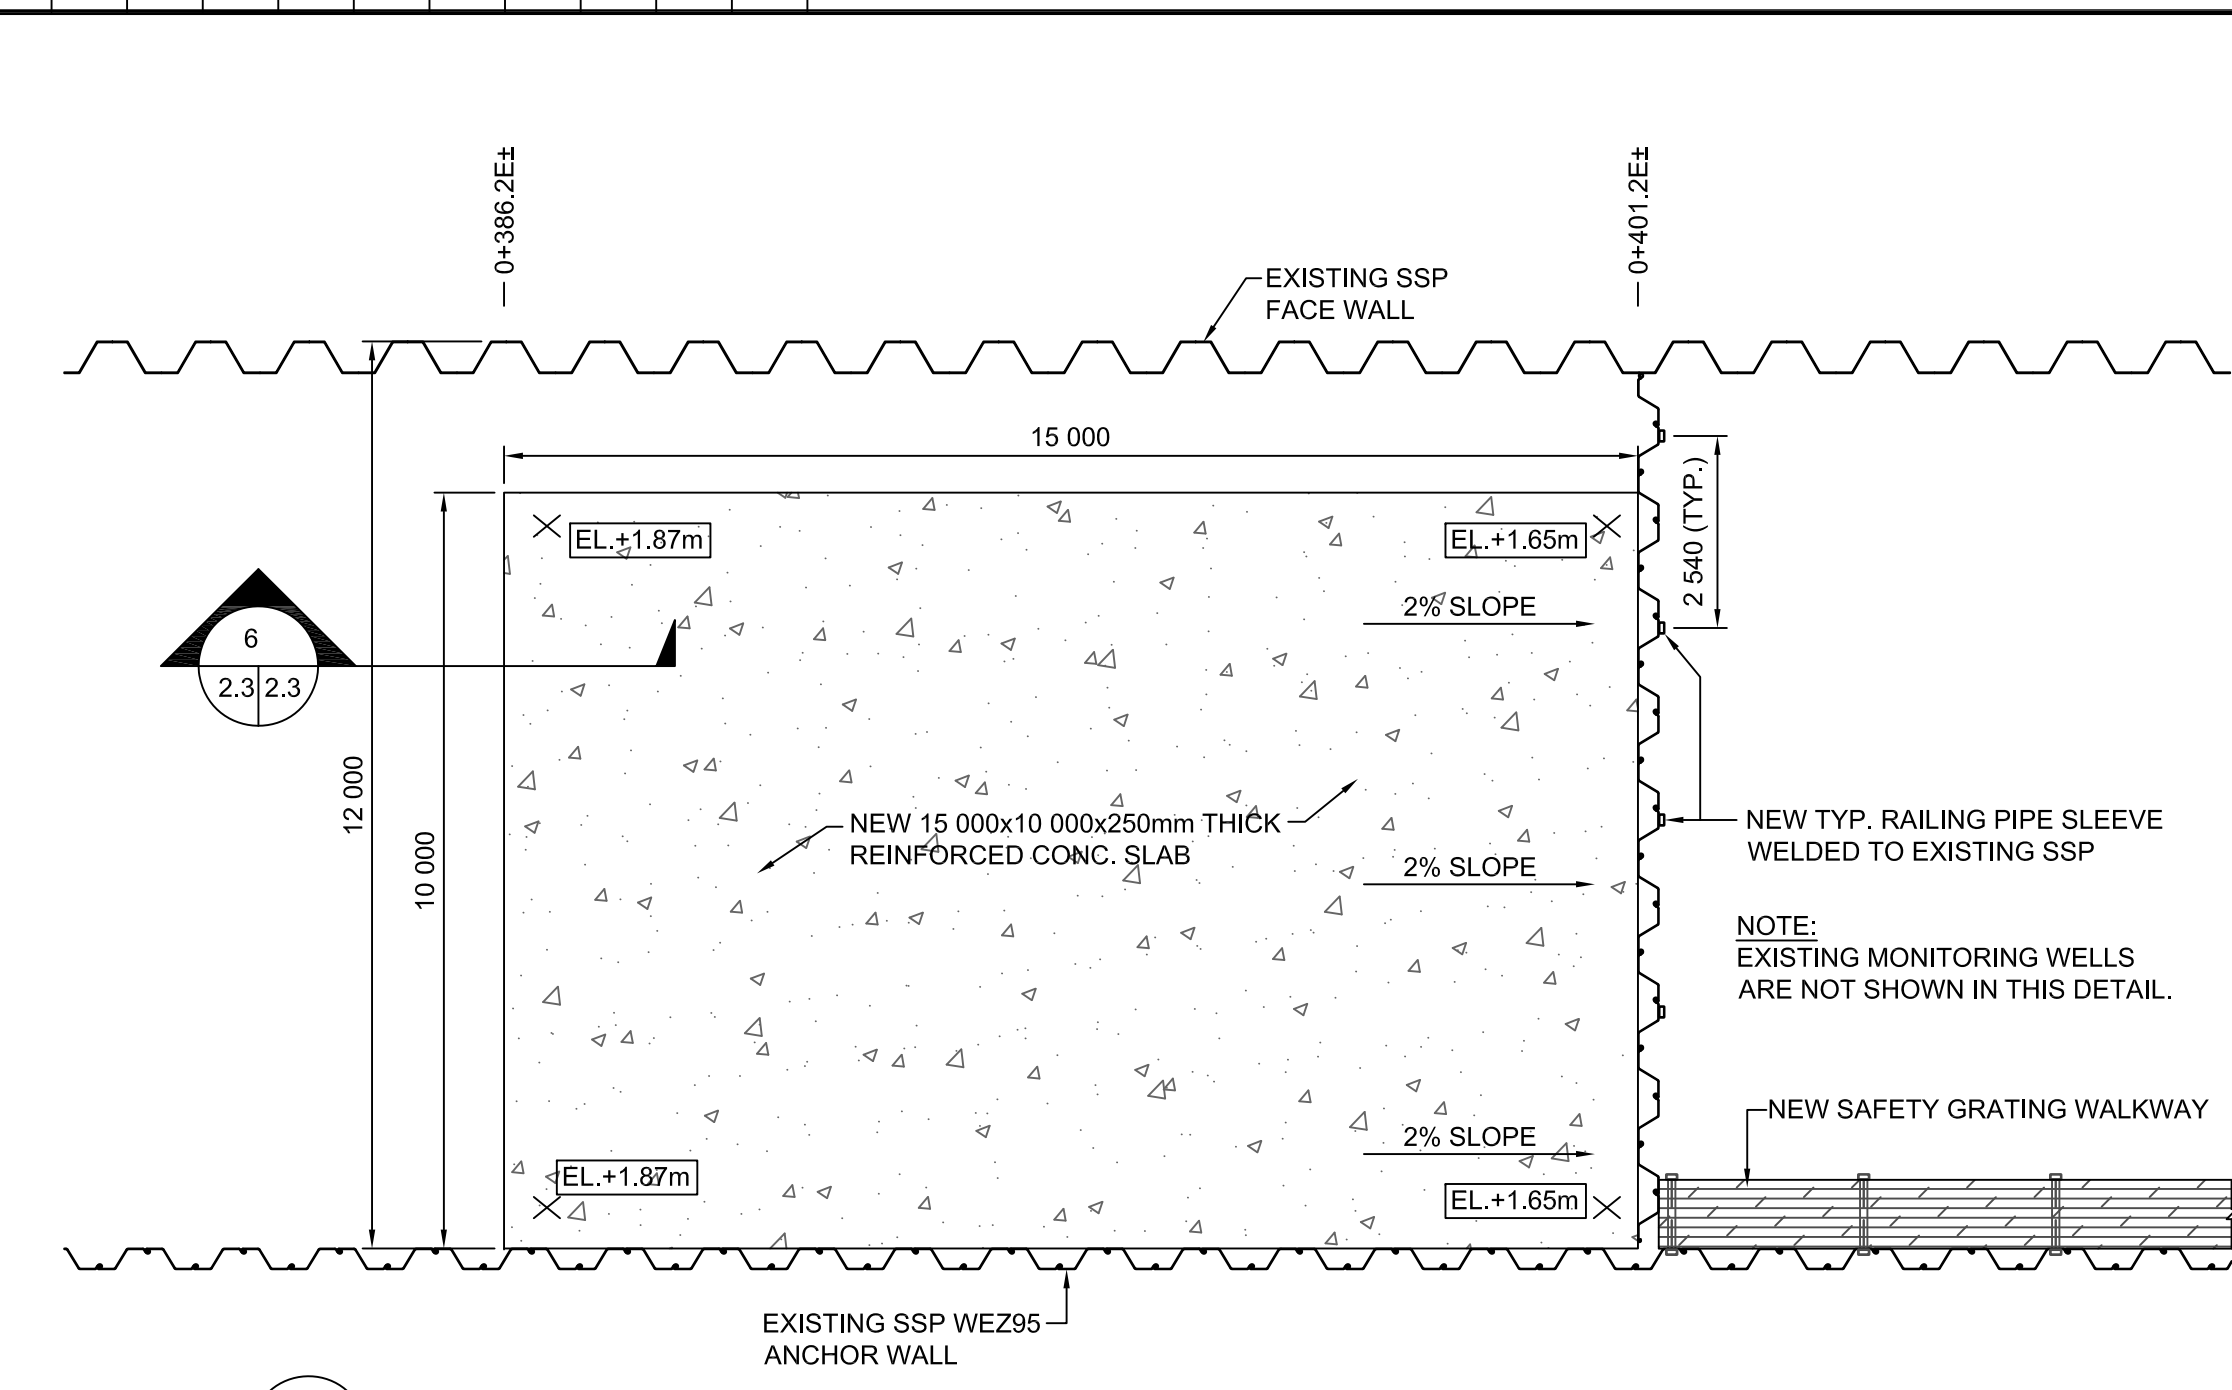 0+386.2E±
0+401.2E±
EXISTING SSP
FACE WALL
15 000
2 540 (TYP.)
EL.+1.87m
EL.+1.65m
2% SLOPE
6
2.3 2.3
12 000
10 000
NEW 15 000x10 000x250mm THICK
REINFORCED CONC. SLAB
2% SLOPE
NEW TYP. RAILING PIPE SLEEVE
WELDED TO EXISTING SSP
NOTE:
EXISTING MONITORING WELLS
ARE NOT SHOWN IN THIS DETAIL.
NEW SAFETY GRATING WALKWAY
2% SLOPE
EL.+1.87m
EL.+1.65m
EXISTING SSP WEZ95
ANCHOR WALL